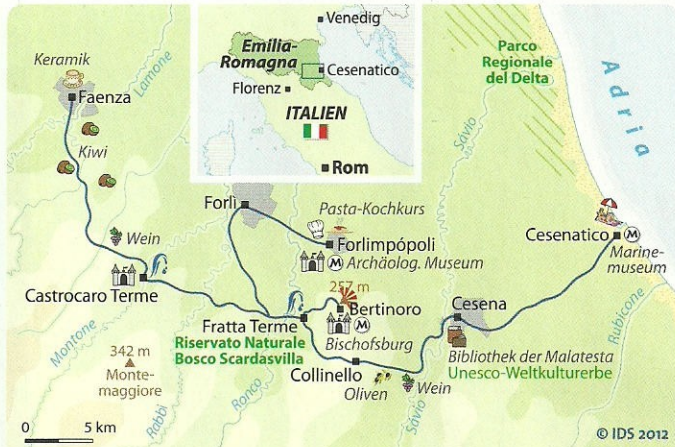 Venedig
Emilia-
Romagna
Cesenatico
Florenz
ITALIEN
Rom
Parco
Regionale
del Delta
Adria
Keramik
Faenza
Lamone
Kiwi
Sávio
Forlì
Pasta-Kochkurs
Forlimpópoli
M Archäolog. Museum
Wein
Cesenatico M
Marine-
museum
Castrocaro Terme
257 m
Bertinoro
M
Bischofsburg
Cesena
Rubicone
Fratta Terme
Riservato Naturale
Bosco Scardasvilla
Montone
342 m
Monte-
maggiore
Rabbi
Ronco
Collinello
Oliven
Wein
Sávio
Bibliothek der Malatesta
Unesco-Weltkulturerbe
0 5 km
© IDS 2012